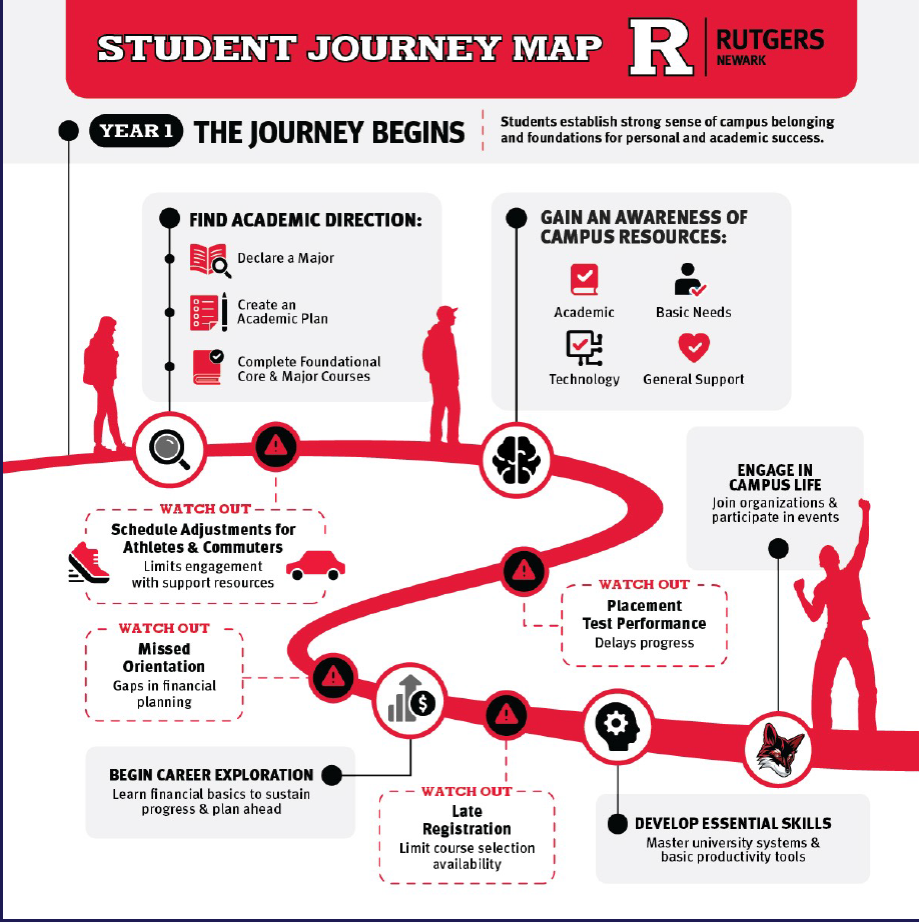 STUDENT JOURNEY MAP
R
RUTGERS
NEWARK
YEAR 1
THE JOURNEY BEGINS
Students establish strong sense of campus belonging
and foundations for personal and academic success.
FIND ACADEMIC DIRECTION:
Declare a Major
Create an
Academic Plan
Complete Foundational
Core & Major Courses
GAIN AN AWARENESS OF
CAMPUS RESOURCES:
Academic
Basic Needs
Technology
General Support
ENGAGE IN
CAMPUS LIFE
Join organizations &
participate in events
WATCH OUT
Schedule Adjustments for
Athletes & Commuters
Limits engagement
with support resources
WATCH OUT
Placement
Test Performance
Delays progress
WATCH OUT
Missed
Orientation
Gaps in financial
planning
$
BEGIN CAREER EXPLORATION
Learn financial basics to sustain
progress & plan ahead
WATCH OUT
Late
Registration
Limit course selection
availability
DEVELOP ESSENTIAL SKILLS
Master university systems &
basic productivity tools